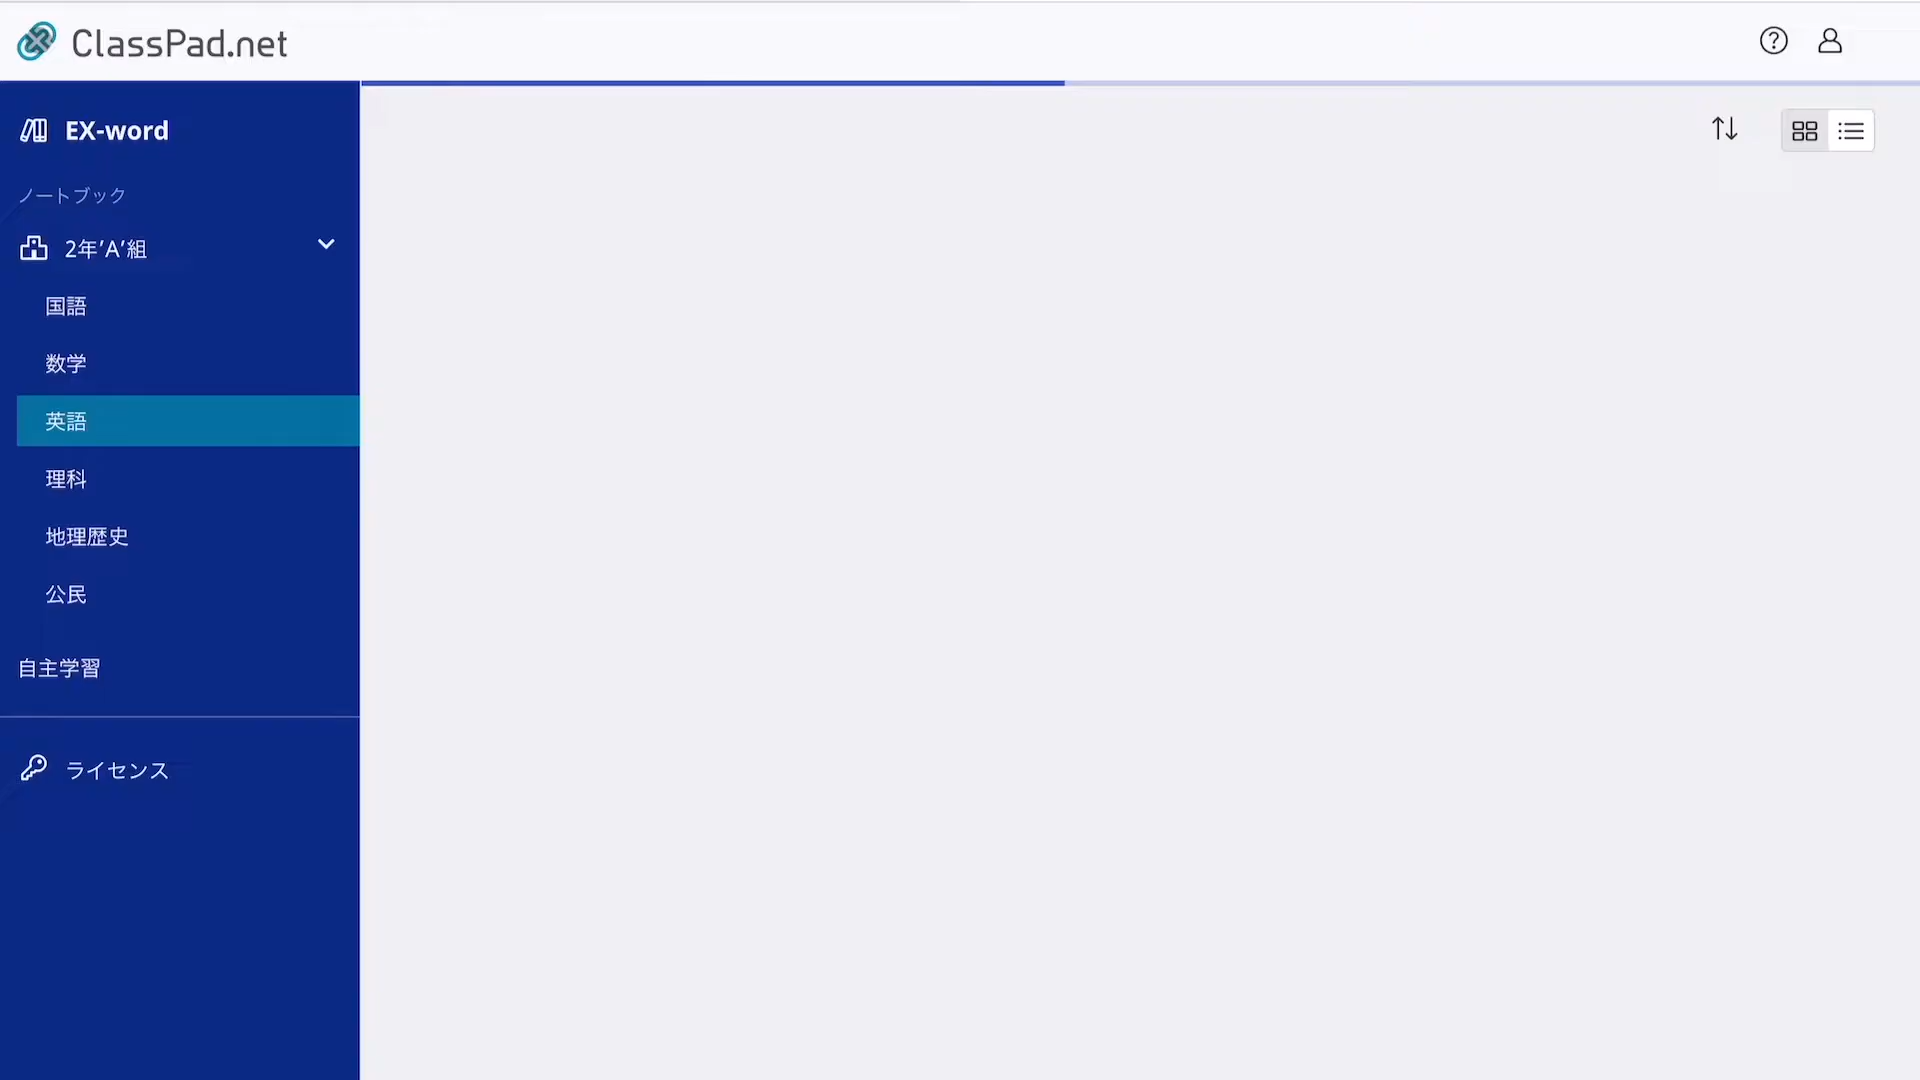 ClassPad.net
EX-word
ノートブック
2年’A’組
国語
数学
英語
理科
地理歴史
公民
自主学習
ライセンス